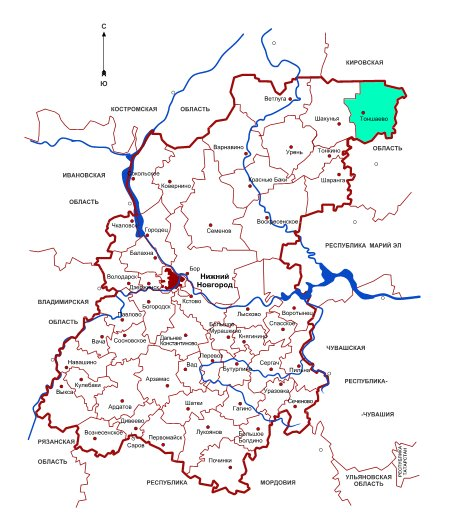 С
Ю
КИРОВСКАЯ
ОБЛАСТЬ
КОСТРОМСКАЯ
ОБЛАСТЬ
ИВАНОВСКАЯ
ОБЛАСТЬ
РЕСПУБЛИКА МАРИЙ ЭЛ
ВЛАДИМИРСКАЯ
ОБЛАСТЬ
ЧУВАШСКАЯ
РЕСПУБЛИКА-
-ЧУВАШИЯ
РЯЗАНСКАЯ
ОБЛАСТЬ
РЕСПУБЛИКА
МОРДОВИЯ
УЛЬЯНОВСКАЯ
ОБЛАСТЬ
РЕСПУБЛИКА
ТАТАРСТАН
Ветлуга
Шахунья
Тоншаево
Варнавино
Урень
Тонкино
Шаранга
Сокольское
Ковернино
Красные Баки
Воскресенское
Семенов
Чкаловск
Городец
Балахна
Бор
Нижний
Новгород
Володарск
Дзержинск
Кстово
Богородск
Павлово
Вача
Сосновское
Дальнее
Константиново
Лысково
Воротынец
Спасское
Большое
Мурашкино
Княгинино
Перевоз
Бутурлино
Сергач
Пильна
Навашино
Кулебаки
Выкса
Арзамас
Вад
Уразовка
Сеченово
Гагино
Шатки
Ардатов
Дивеево
Вознесенское
Саров
Первомайск
Лукоянов
Большое
Болдино
Починки